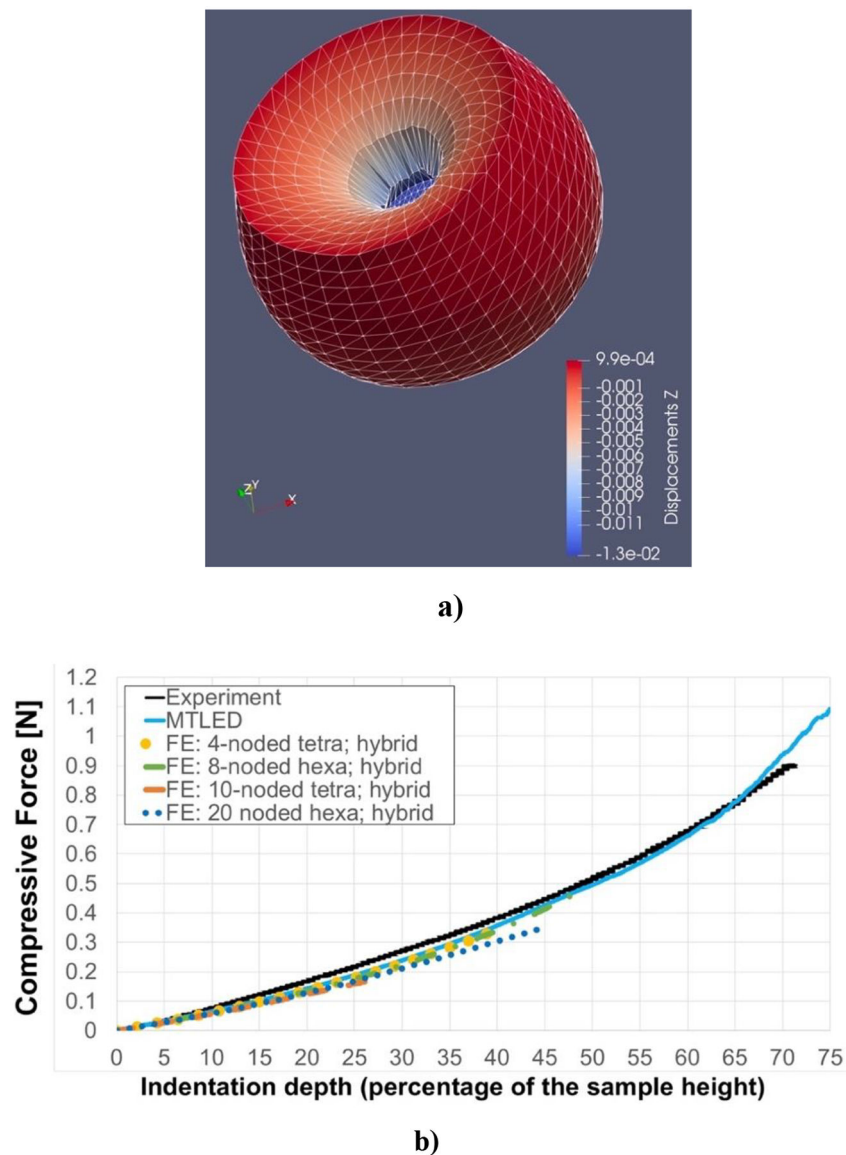 9.9e-04
-0.001
-0.002
-0.003
-0.004
-0.005
-0.006
-0.007
-0.008
-0.009
-0.01
-0.011
-1.3e-02
Displacements Z
Z Y X
a)
1.2
1.1
1
0.9
0.8
0.7
0.6
0.5
0.4
0.3
0.2
0.1
0
Compressive Force [N]
Experiment
MTLED
FE: 4-noded tetra; hybrid
FE: 8-noded hexa; hybrid
FE: 10-noded tetra; hybrid
FE: 20 noded hexa; hybrid
0 5 10 15 20 25 30 35 40 45 50 55 60 65 70 75
Indentation depth (percentage of the sample height)
b)